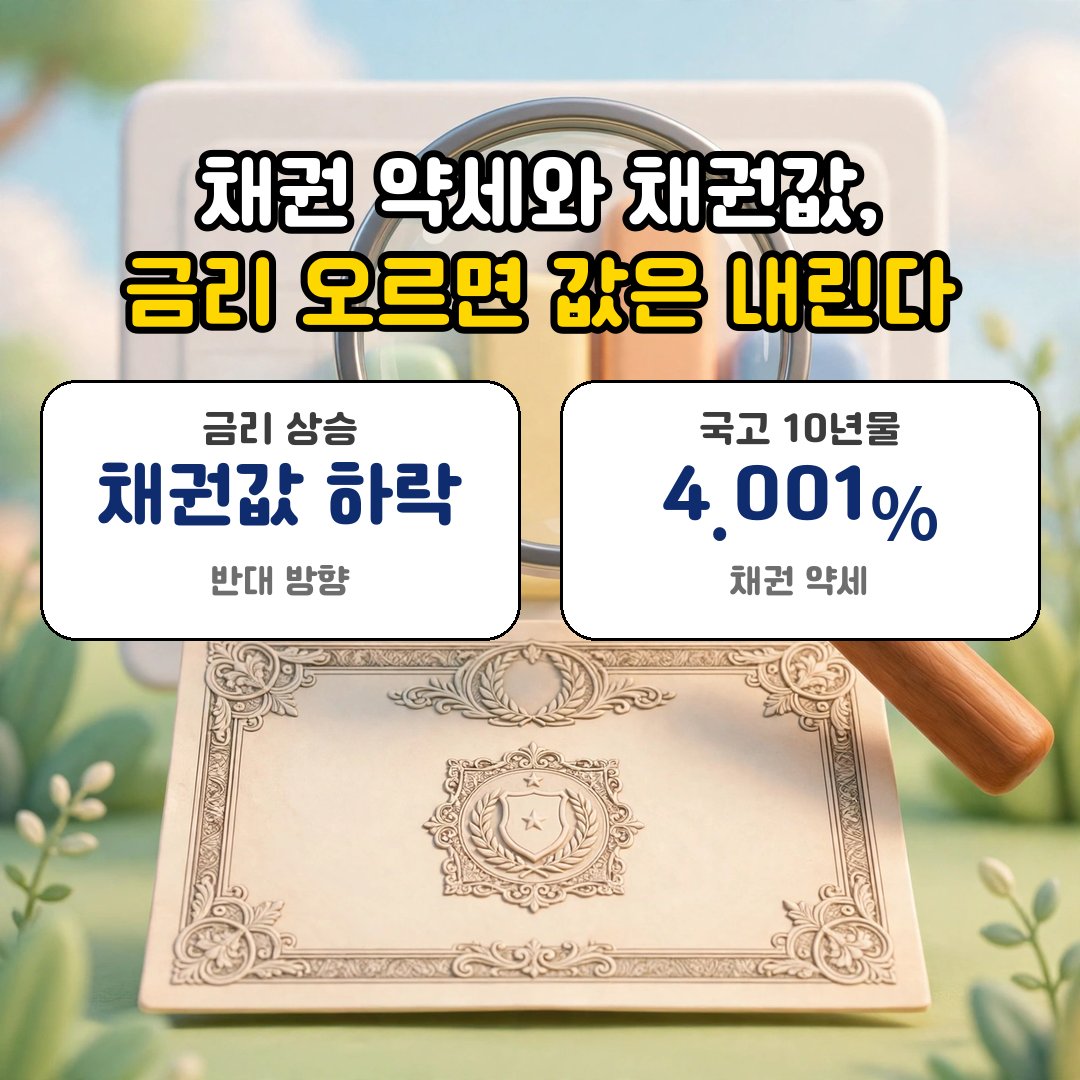 채권 약세와 채권값,
금리 오르면 값은 내린다
금리 상승
채권값 하락
반대 방향
국고 10년물
4.001%
채권 약세